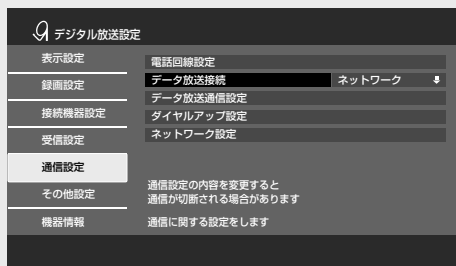 デジタル放送設定
表示設定
録画設定
接続機器設定
受信設定
通信設定
その他設定
機器情報
電話回線設定
データ放送接続 ネットワーク
データ放送通信設定
ダイヤルアップ設定
ネットワーク設定
通信設定の内容を変更すると
通信が切断される場合があります
通信に関する設定をします